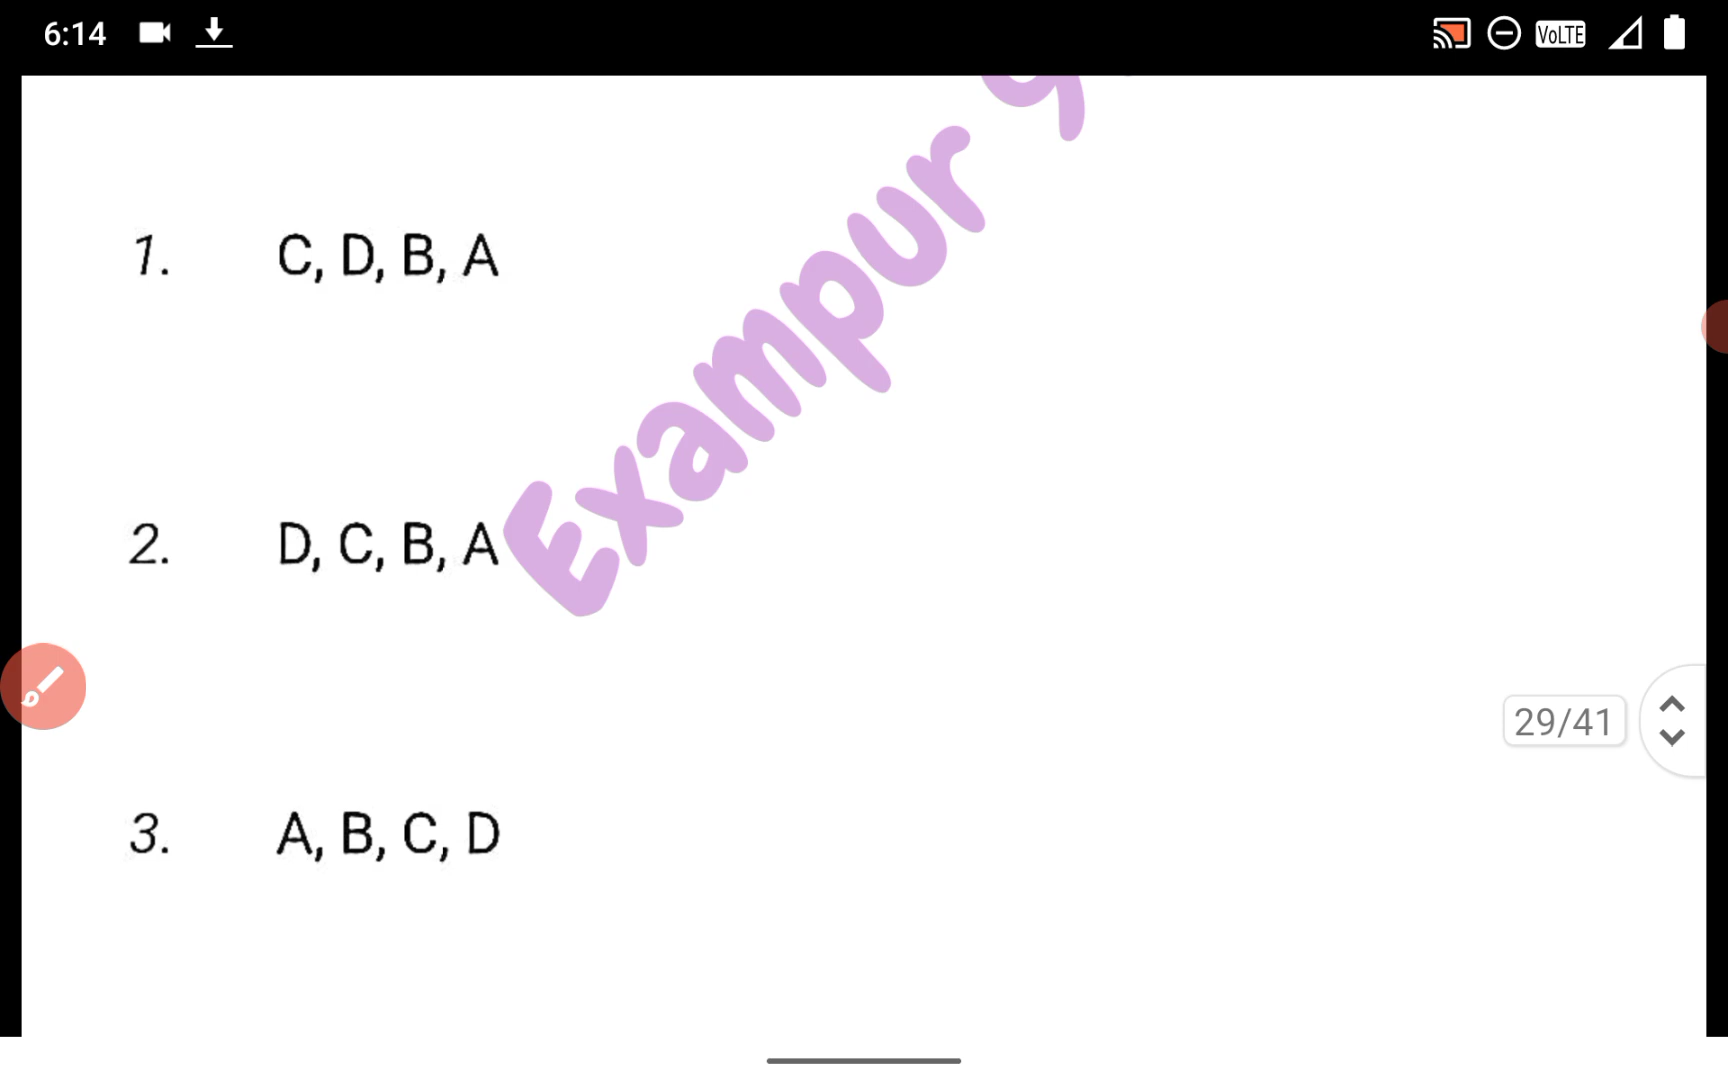 6:14
VoLTE
Exampur
1. C, D, B, A
2. D, C, B, A
29/41
3. A, B, C, D